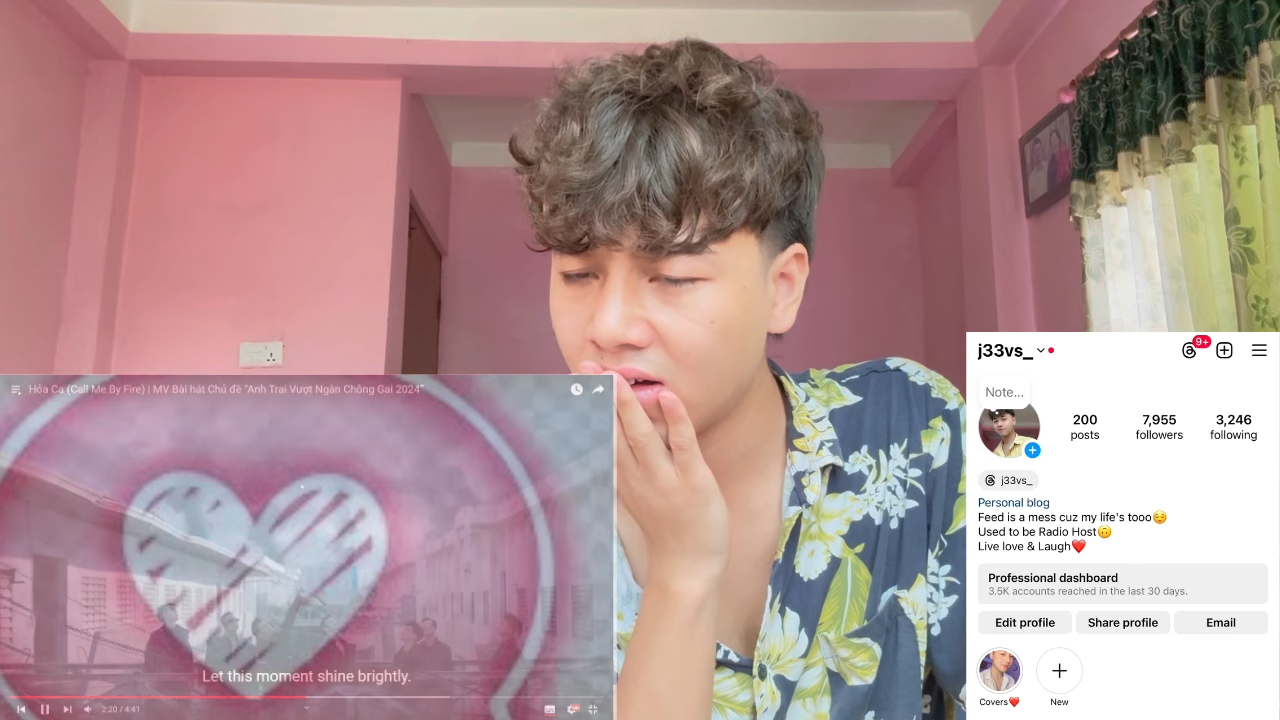 Hỏa Ca (Call Me By Fire) | MV Bài hát Chủ đề "Anh Trai Vượt Ngàn Chông Gai 2024"
Let this moment shine brightly.
2:20 / 4:41
j33vs_
9+
Note...
200
7,955
3,246
posts
followers
following
j33vs_
Personal blog
Feed is a mess cuz my life's tooo😌
Used to be Radio Host🙃
Live love & Laugh❤️
Professional dashboard
3.5K accounts reached in the last 30 days.
Edit profile
Share profile
Email
Covers❤️
New